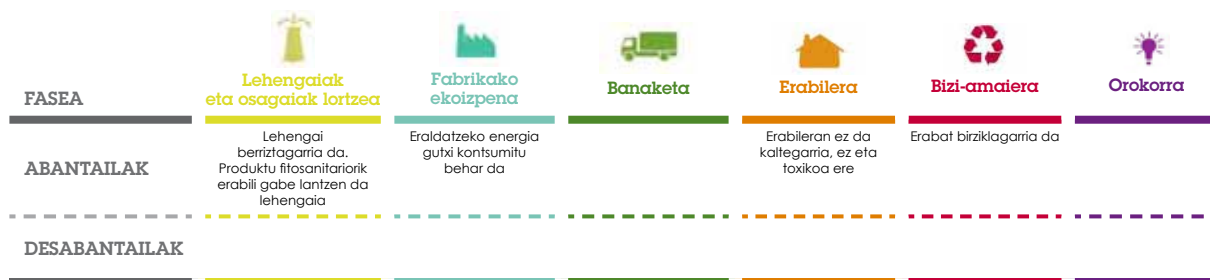 FASEA
Lehengaiak
eta osagaiak lortzea
Fabrikako
ekoizpena
Banaketa
Erabilera
Bizi-amaiera
Orokorra
ABANTAILAK
Lehengai
berriztagarria da.
Produktu fitosanitariorik
erabili gabe lantzen da
lehengaia
Eraldatzeko energia
gutxi kontsumitu
behar da
Erabileran ez da
kaltegarria, ez eta
toxikoa ere
Erabat birziklagarria da
DESABANTAILAK